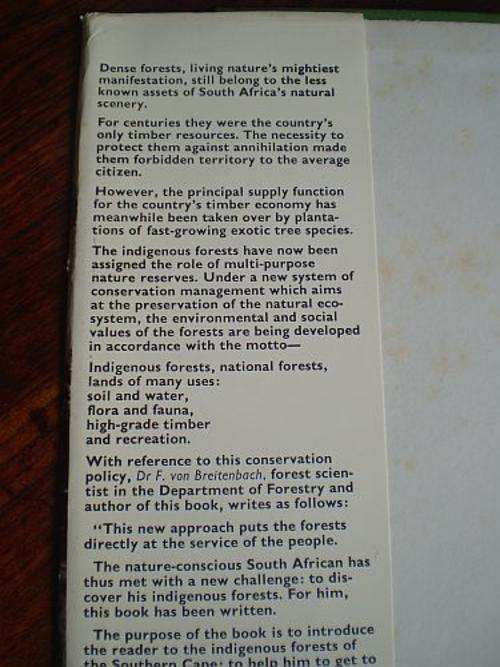 Dense forests, living nature's mightiest
manifestation, still belong to the less
known assets of South Africa's natural
scenery.
For centuries they were the country's
only timber resources. The necessity to
protect them against annihilation made
them forbidden territory to the average
citizen.
However, the principal supply function
for the country's timber economy has
meanwhile been taken over by planta-
tions of fast-growing exotic tree species.
The indigenous forests have now been
assigned the role of multi-purpose
nature reserves. Under a new system of
conservation management which aims
at the preservation of the natural eco-
system, the environmental and social
values of the forests are being developed
in accordance with the motto—
Indigenous forests, national forests,
lands of many uses:
soil and water,
flora and fauna,
high-grade timber
and recreation.
With reference to this conservation
policy, Dr F. von Breitenbach, forest scien-
tist in the Department of Forestry and
author of this book, writes as follows:
"This new approach puts the forests
directly at the service of the people.
The nature-conscious South African has
thus met with a new challenge: to dis-
cover his indigenous forests. For him,
this book has been written.
The purpose of the book is to introduce
the reader to the indigenous forests of
the Southern Cape; to help him to get to